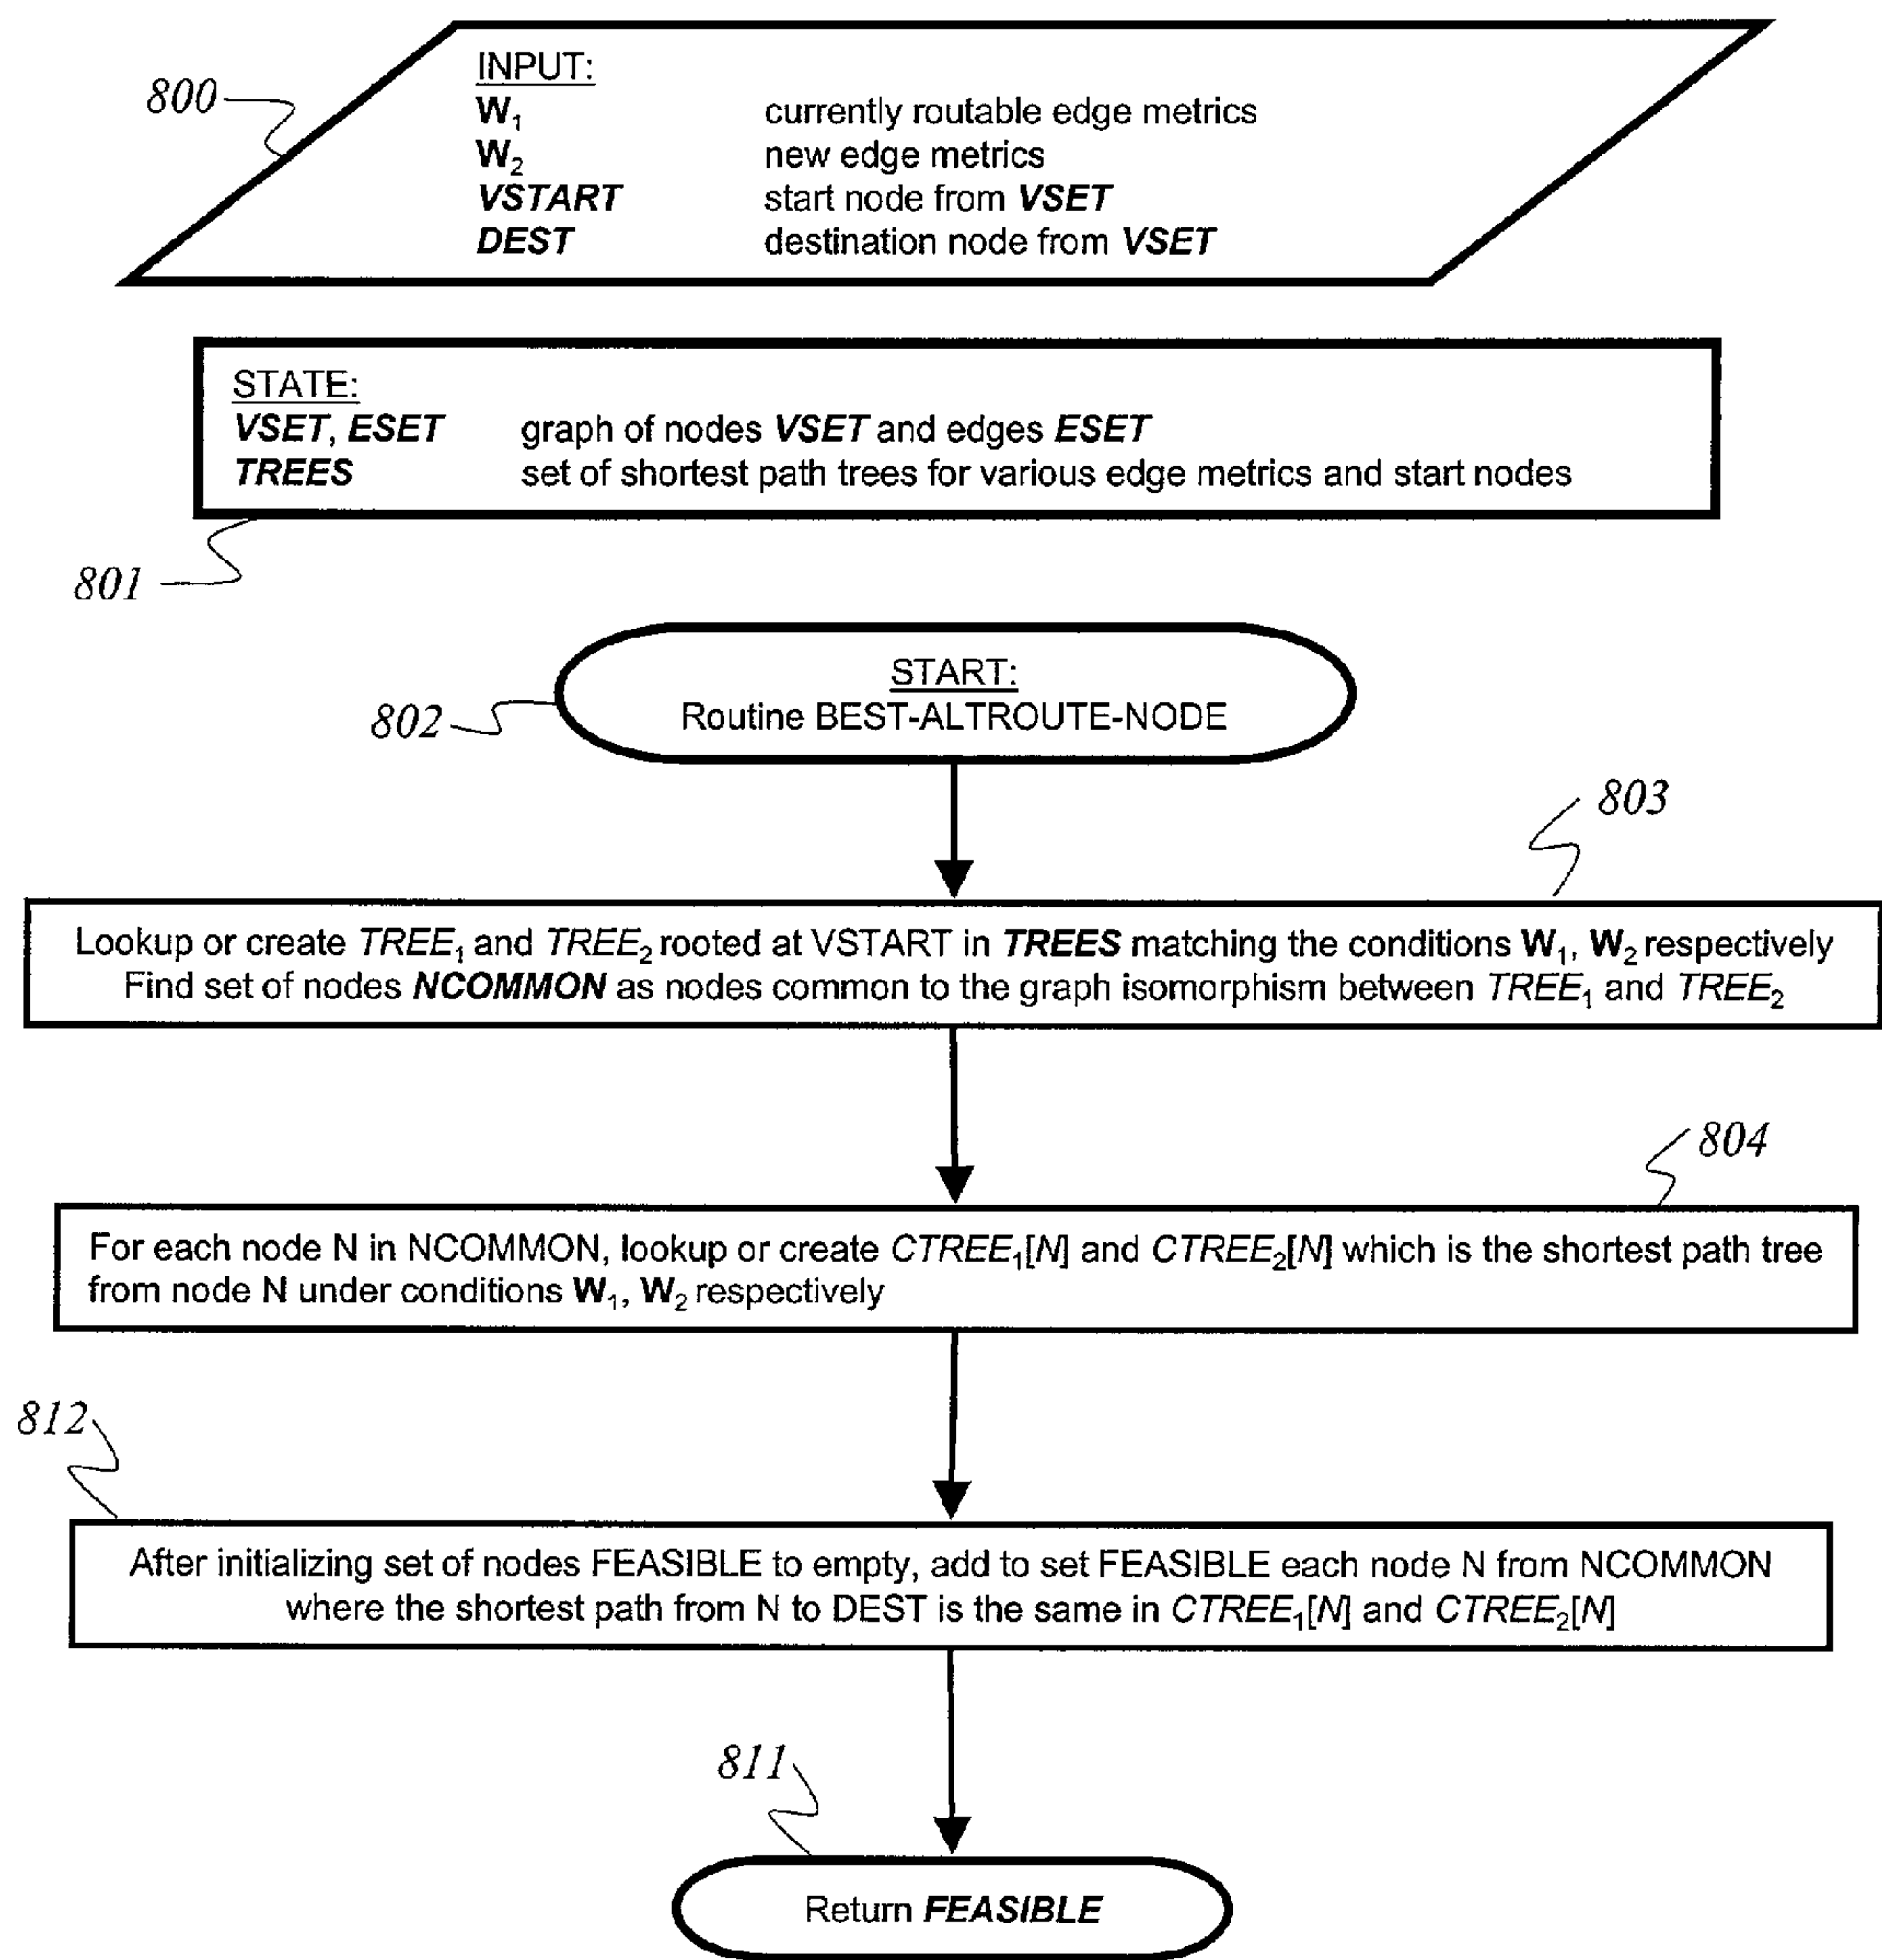 800
INPUT:
W₁ currently routable edge metrics
W₂ new edge metrics
VSTART start node from VSET
DEST destination node from VSET
STATE:
VSET, ESET graph of nodes VSET and edges ESET
TREES set of shortest path trees for various edge metrics and start nodes
801
START:
802
Routine BEST-ALTROUTE-NODE
803
Lookup or create TREE₁ and TREE₂ rooted at VSTART in TREES matching the conditions W₁, W₂ respectively
Find set of nodes NCOMMON as nodes common to the graph isomorphism between TREE₁ and TREE₂
804
For each node N in NCOMMON, lookup or create CTREE₁[N] and CTREE₂[N] which is the shortest path tree
from node N under conditions W₁, W₂ respectively
812
After initializing set of nodes FEASIBLE to empty, add to set FEASIBLE each node N from NCOMMON
where the shortest path from N to DEST is the same in CTREE₁[N] and CTREE₂[N]
811
Return FEASIBLE